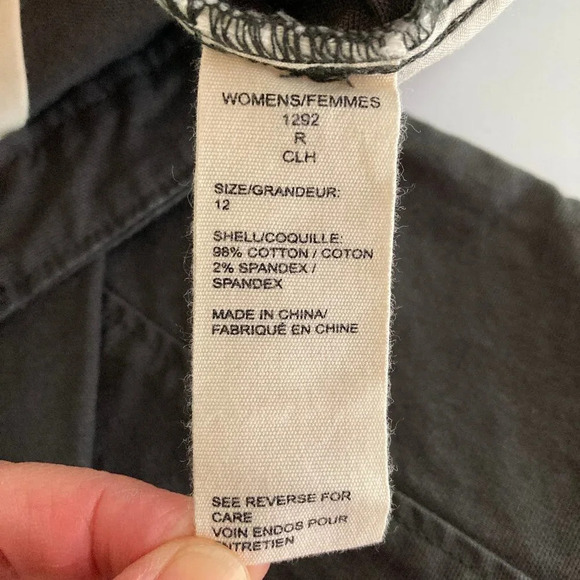 WOMENS/FEMMES
1292
R
CLH
SIZE/GRANDEUR:
12
SHELL/COQUILLE:
98% COTTON / COTON
2% SPANDEX /
SPANDEX
MADE IN CHINA/
FABRIQUÉ EN CHINE
SEE REVERSE FOR
CARE
VOIN ENDOS POUR
ENTRETIEN